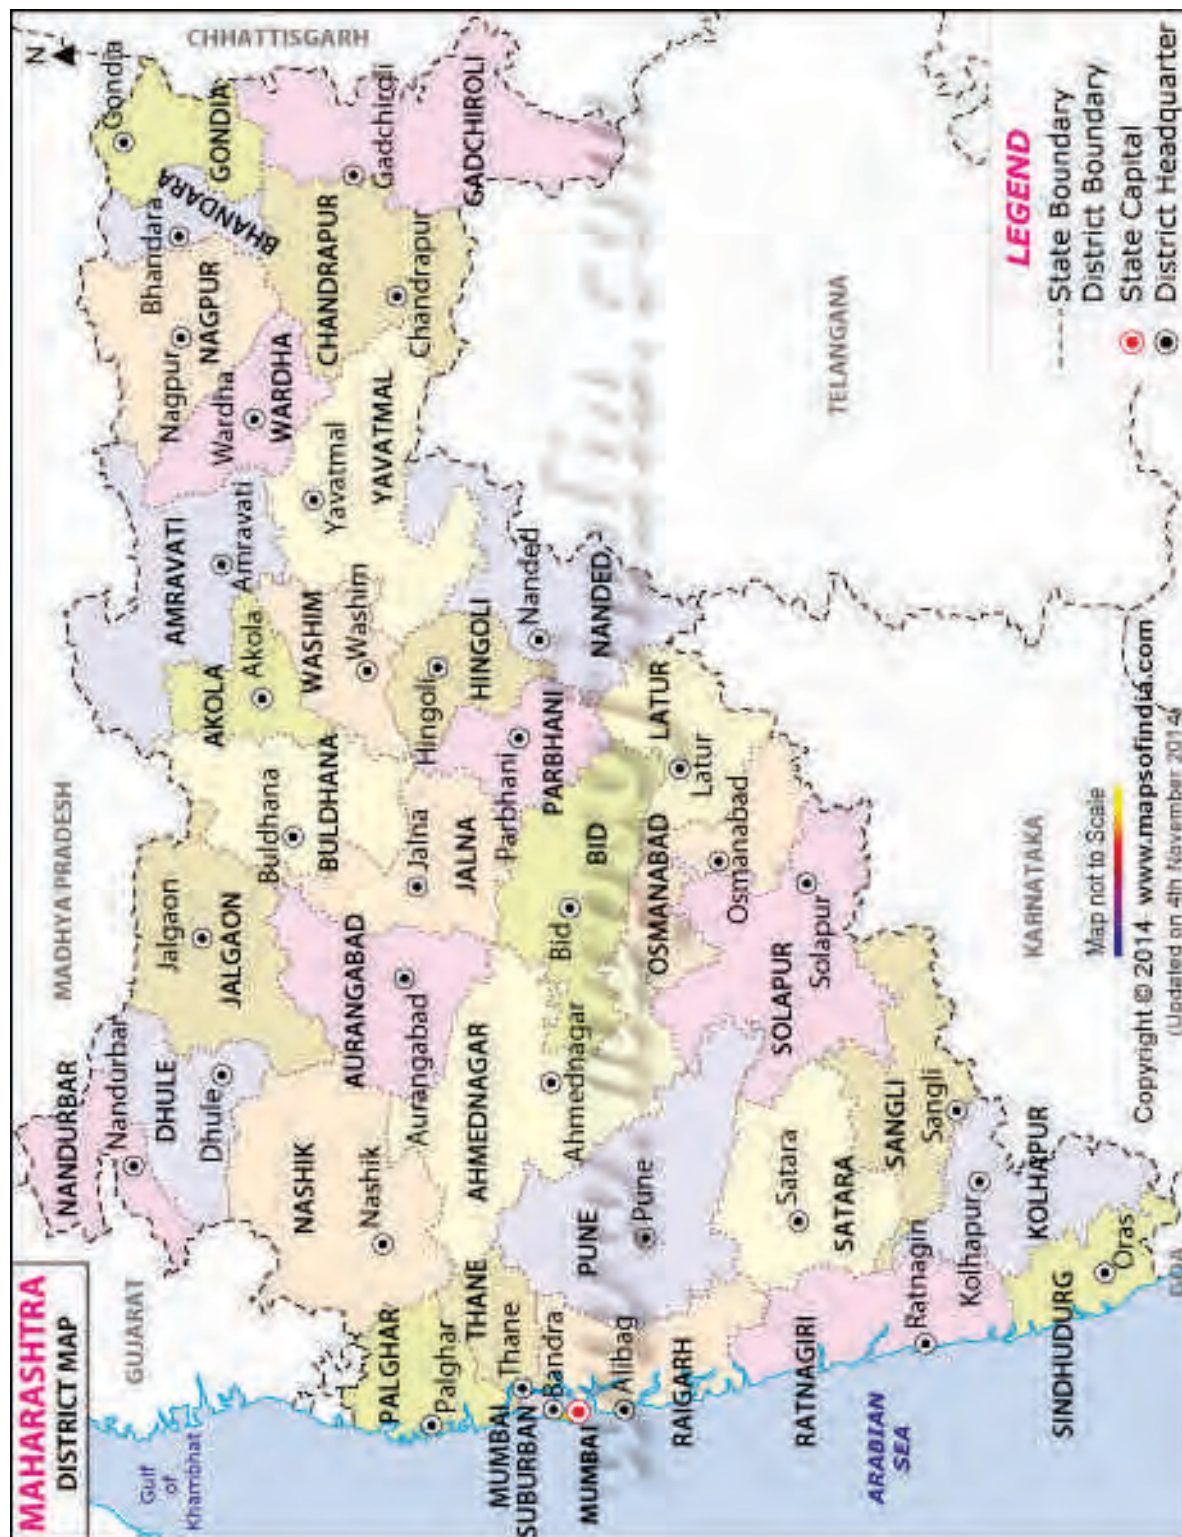 MAHARASHTRA
DISTRICT MAP
N
CHHATTISGARH
MADHYA PRADESH
GUJARAT
TELANGANA
KARNATAKA
Gulf
of
Khambhat
ARABIAN
SEA
NANDURBAR
Nandurbar
DHULE
Dhule
JALGAON
Jalgaon
BULDHANA
Buldhana
AKOLA
Akola
AMRAVATI
Amravati
WASHIM
Washim
WARDHA
Wardha
NAGPUR
Nagpur
BHANDARA
Bhandara
GONDIA
Gondia
GADCHIROLI
Gadchiroli
CHANDRAPUR
Chandrapur
YAVATMAL
Yavatmal
NASHIK
Nashik
AURANGABAD
Aurangabad
JALNA
Jalna
HINGOLI
Hingoli
PARBHANI
Parbhani
NANDED
Nanded
PALGHAR
Palghar
THANE
Thane
MUMBAI
SUBURBAN
Bandra
MUMBAI
AHMEDNAGAR
Ahmednagar
BID
Bid
LATUR
Latur
OSMANABAD
Osmanabad
PUNE
Pune
RAIGARH
Alibag
SOLAPUR
Solapur
SATARA
Satara
RATNAGIRI
Ratnagiri
SANGLI
Sangli
KOLHAPUR
Kolhapur
SINDHUDURG
Oras
GOA
LEGEND
State Boundary
District Boundary
State Capital
District Headquarter
Map not to Scale
Copyright © 2014 www.mapsofindia.com
(Updated on 4th November 2014)